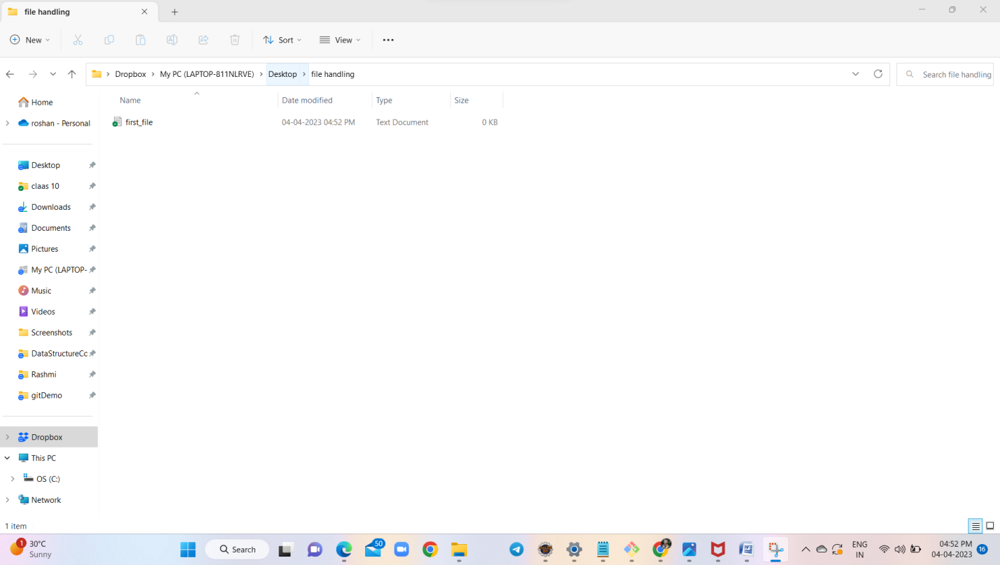 file handling
New
Sort
View
Dropbox > My PC (LAPTOP-811NLRVE) > Desktop > file handling
Search file handling
Name Date modified Type Size
first_file 04-04-2023 04:52 PM Text Document 0 KB
Home
roshan - Personal
Desktop
claas 10
Downloads
Documents
Pictures
My PC (LAPTOP-
Music
Videos
Screenshots
DataStructureCo
Rashmi
gitDemo
Dropbox
This PC
OS (C:)
Network
1 item
1
30°C
Sunny
Search
50
ENG
IN
04:52 PM
04-04-2023
16